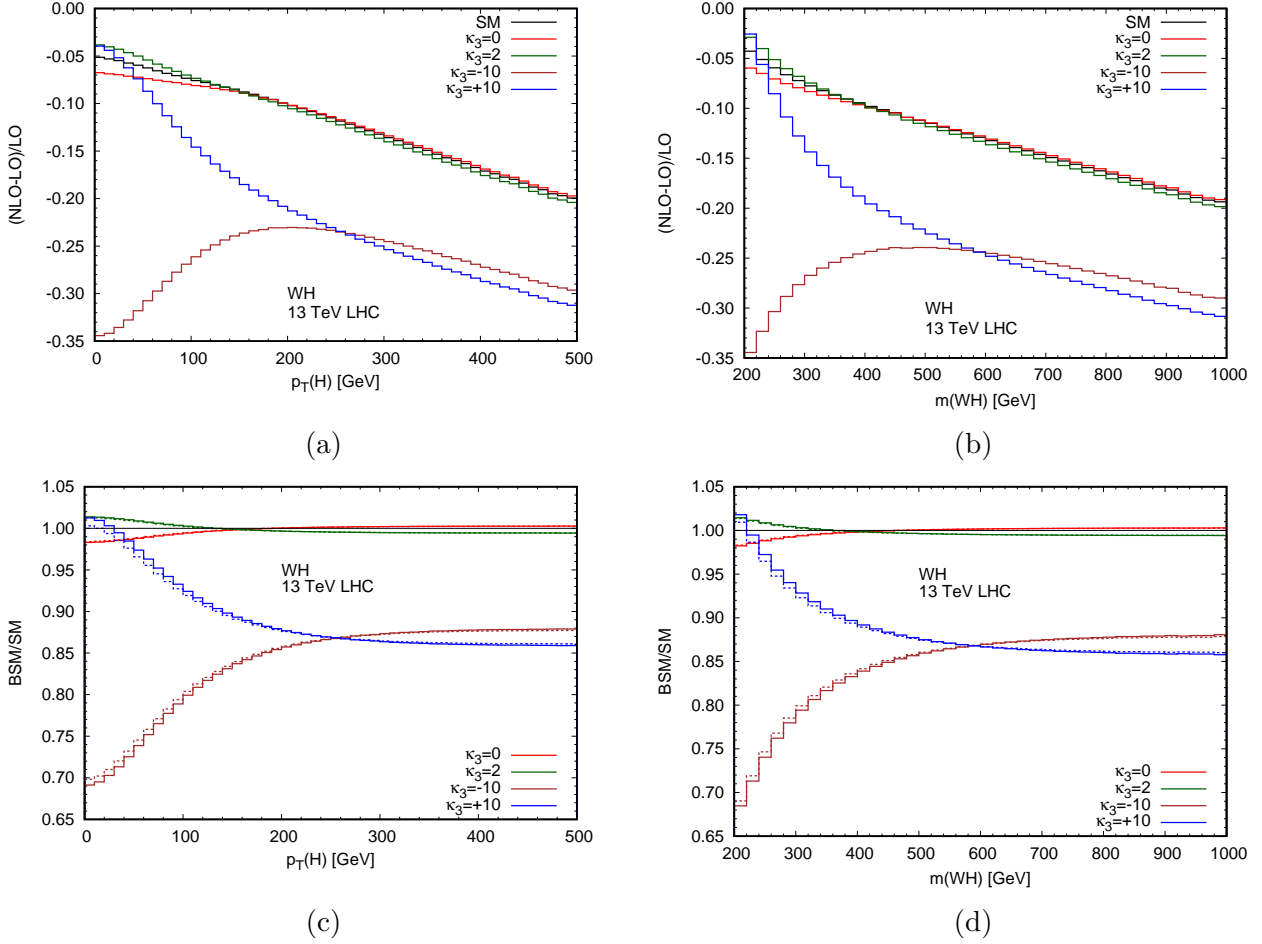 0.00
-0.05
-0.10
-0.15
-0.20
-0.25
-0.30
-0.35
(NLO-LO)/LO
SM
κ3=0
κ3=2
κ3=-10
κ3=+10
WH
13 TeV LHC
0 100 200 300 400 500
pT(H) [GeV]
(a)
0.00
-0.05
-0.10
-0.15
-0.20
-0.25
-0.30
-0.35
(NLO-LO)/LO
SM
κ3=0
κ3=2
κ3=-10
κ3=+10
WH
13 TeV LHC
200 300 400 500 600 700 800 900 1000
m(WH) [GeV]
(b)
1.05
1.00
0.95
0.90
0.85
0.80
0.75
0.70
0.65
BSM/SM
WH
13 TeV LHC
κ3=0
κ3=2
κ3=-10
κ3=+10
0 100 200 300 400 500
pT(H) [GeV]
(c)
1.05
1.00
0.95
0.90
0.85
0.80
0.75
0.70
0.65
BSM/SM
WH
13 TeV LHC
κ3=0
κ3=2
κ3=-10
κ3=+10
200 300 400 500 600 700 800 900 1000
m(WH) [GeV]
(d)